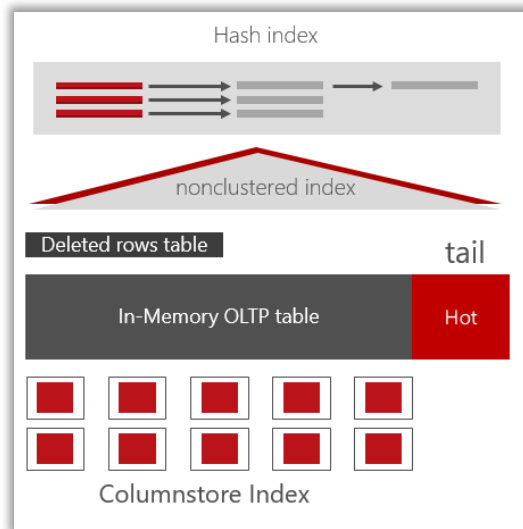 Hash index
nonclustered index
Deleted rows table
tail
In-Memory OLTP table
Hot
Columnstore Index